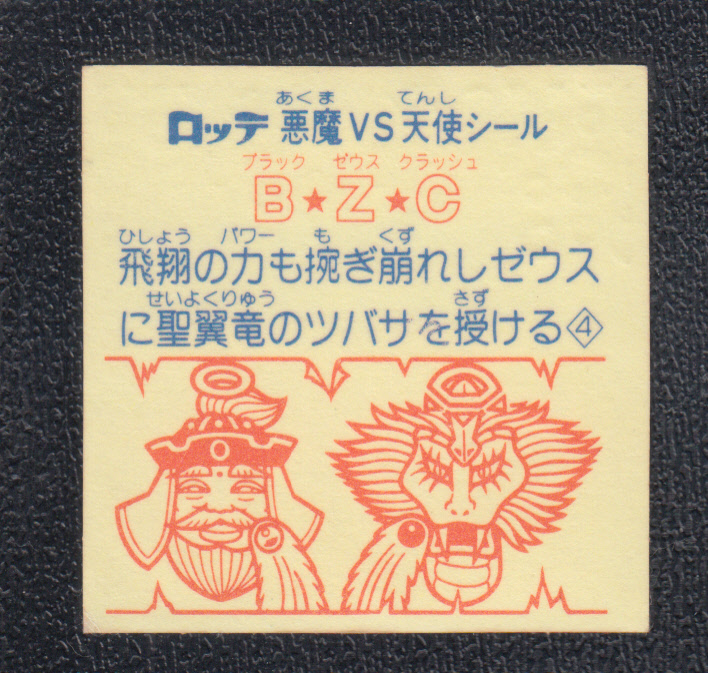 あくま てんし
ロッテ 悪魔VS天使シール
ブラック ゼウス クラッシュ
B★Z★C
ひしょう パワー も くず
飛翔の力も捥ぎ崩れしゼウス
せいよくりゅう さず
に聖翼竜のツバサを授ける④